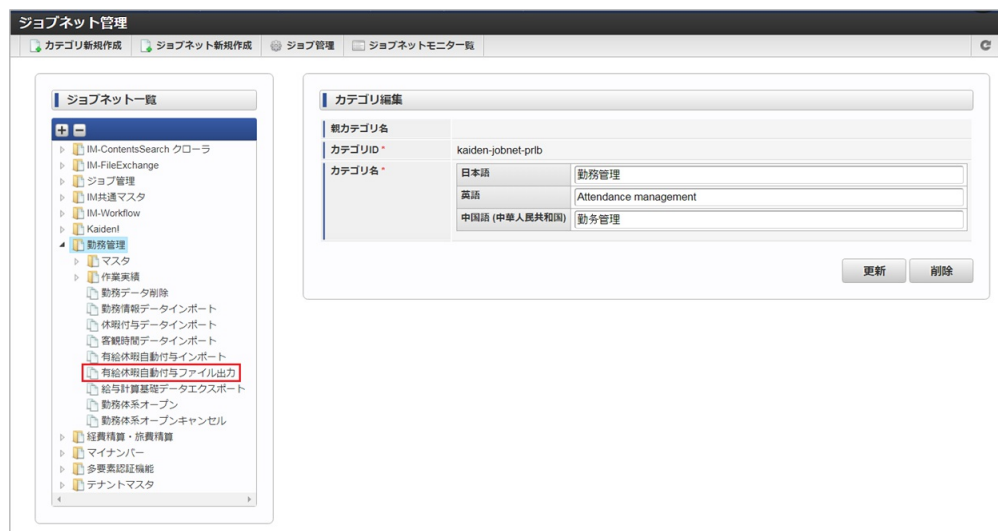 ジョブネット管理
カテゴリ新規作成 ジョブネット新規作成 ジョブ管理 ジョブネットモニター覧
ジョブネット一覧
IM-ContentsSearch クローラ
IM-FileExchange
ジョブ管理
IM共通マスタ
IM-Workflow
Kaiden!
勤務管理
マスタ
作業実績
勤務データ削除
勤務情報データインポート
休暇付与データインポート
客観時間データインポート
有給休暇自動付与インポート
有給休暇自動付与ファイル出力
給与計算基礎データエクスポート
勤務体系オープン
勤務体系オープンキャンセル
経費精算・旅費精算
マイナンバー
多要素認証機能
テナントマスタ
カテゴリ編集
親カテゴリ名
カテゴリID * kaiden-jobnet-prlb
カテゴリ名 *
日本語 勤務管理
英語 Attendance management
中国語 (中華人民共和国) 勤务管理
更新 削除